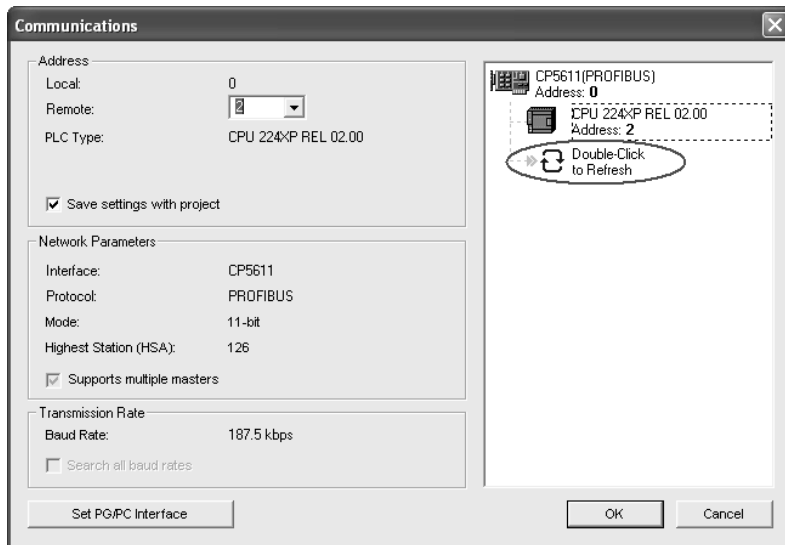 Communications
Address
Local: 0
Remote: 2
PLC Type: CPU 224XP REL 02.00
Save settings with project
Network Parameters
Interface: CP5611
Protocol: PROFIBUS
Mode: 11-bit
Highest Station (HSA): 126
Supports multiple masters
Transmission Rate
Baud Rate: 187.5 kbps
Search all baud rates
Set PG/PC Interface
CP5611(PROFIBUS)
Address: 0
CPU 224XP REL 02.00
Address: 2
Double-Click
to Refresh
OK
Cancel